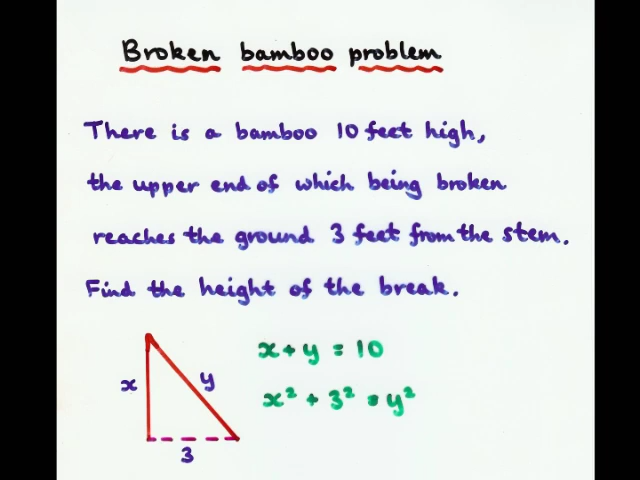 Broken bamboo problem
There is a bamboo 10 feet high,
the upper end of which being broken
reaches the ground 3 feet from the stem.
Find the height of the break.
x + y = 10
x y
x² + 3² = y²
3